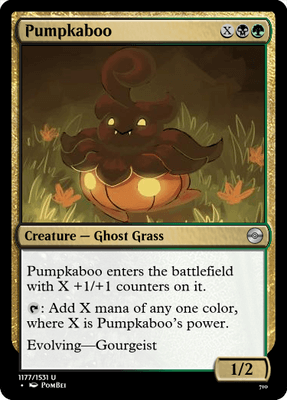 Pumpkaboo X
Creature — Ghost Grass
Pumpkaboo enters the battlefield
with X +1/+1 counters on it.
: Add X mana of any one color,
where X is Pumpkaboo's power.
Evolving—Gourgeist
1/2
1177/1531 U
• PomBei
710